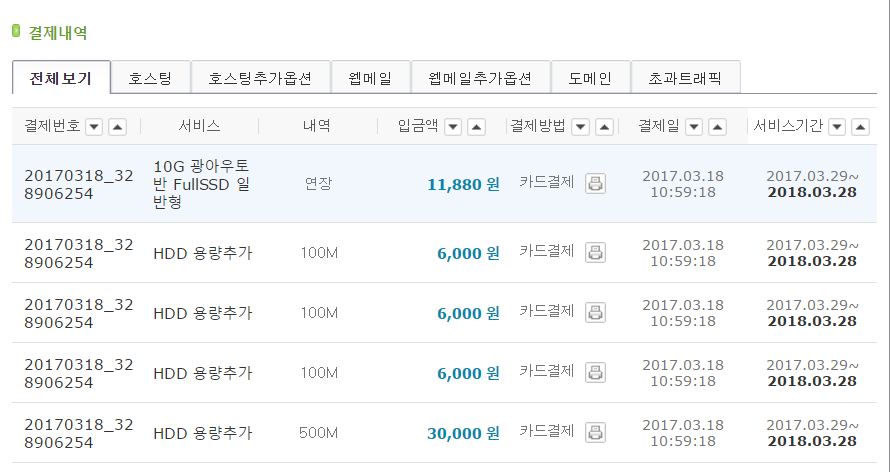 결제내역
전체보기 호스팅 호스팅추가옵션 웹메일 웹메일추가옵션 도메인 초과트래픽
결제번호 서비스 내역 입금액 결제방법 결제일 서비스기간
20170318_32
8906254
10G 광아우토
반 FullSSD 일
반형
연장
11,880 원
카드결제
2017.03.18
10:59:18
2017.03.29~
2018.03.28
20170318_32
8906254
HDD 용량추가
100M
6,000 원
카드결제
2017.03.18
10:59:18
2017.03.29~
2018.03.28
20170318_32
8906254
HDD 용량추가
100M
6,000 원
카드결제
2017.03.18
10:59:18
2017.03.29~
2018.03.28
20170318_32
8906254
HDD 용량추가
100M
6,000 원
카드결제
2017.03.18
10:59:18
2017.03.29~
2018.03.28
20170318_32
8906254
HDD 용량추가
500M
30,000 원
카드결제
2017.03.18
10:59:18
2017.03.29~
2018.03.28